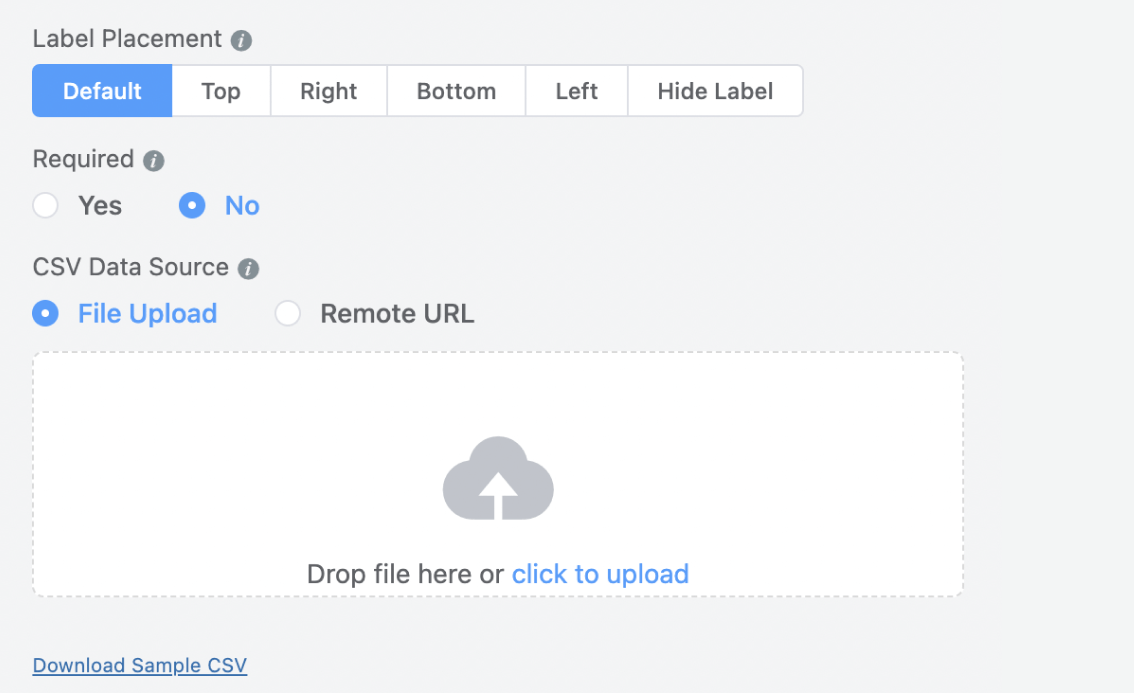 Label Placement
Default Top Right Bottom Left Hide Label
Required
Yes No
CSV Data Source
File Upload Remote URL
Drop file here or click to upload
Download Sample CSV